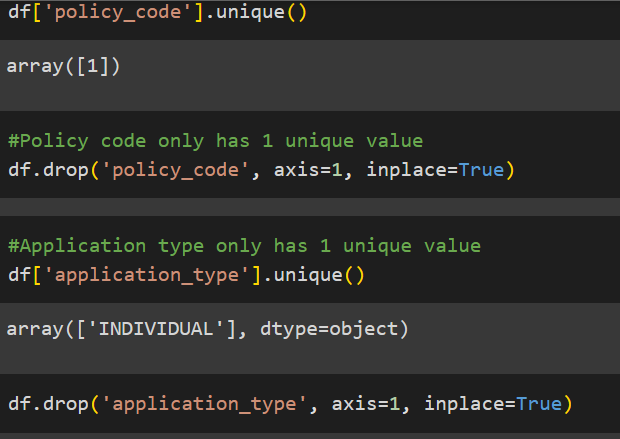 df['policy_code'].unique()
array([1])
#Policy code only has 1 unique value
df.drop('policy_code', axis=1, inplace=True)
#Application type only has 1 unique value
df['application_type'].unique()
array(['INDIVIDUAL'], dtype=object)
df.drop('application_type', axis=1, inplace=True)